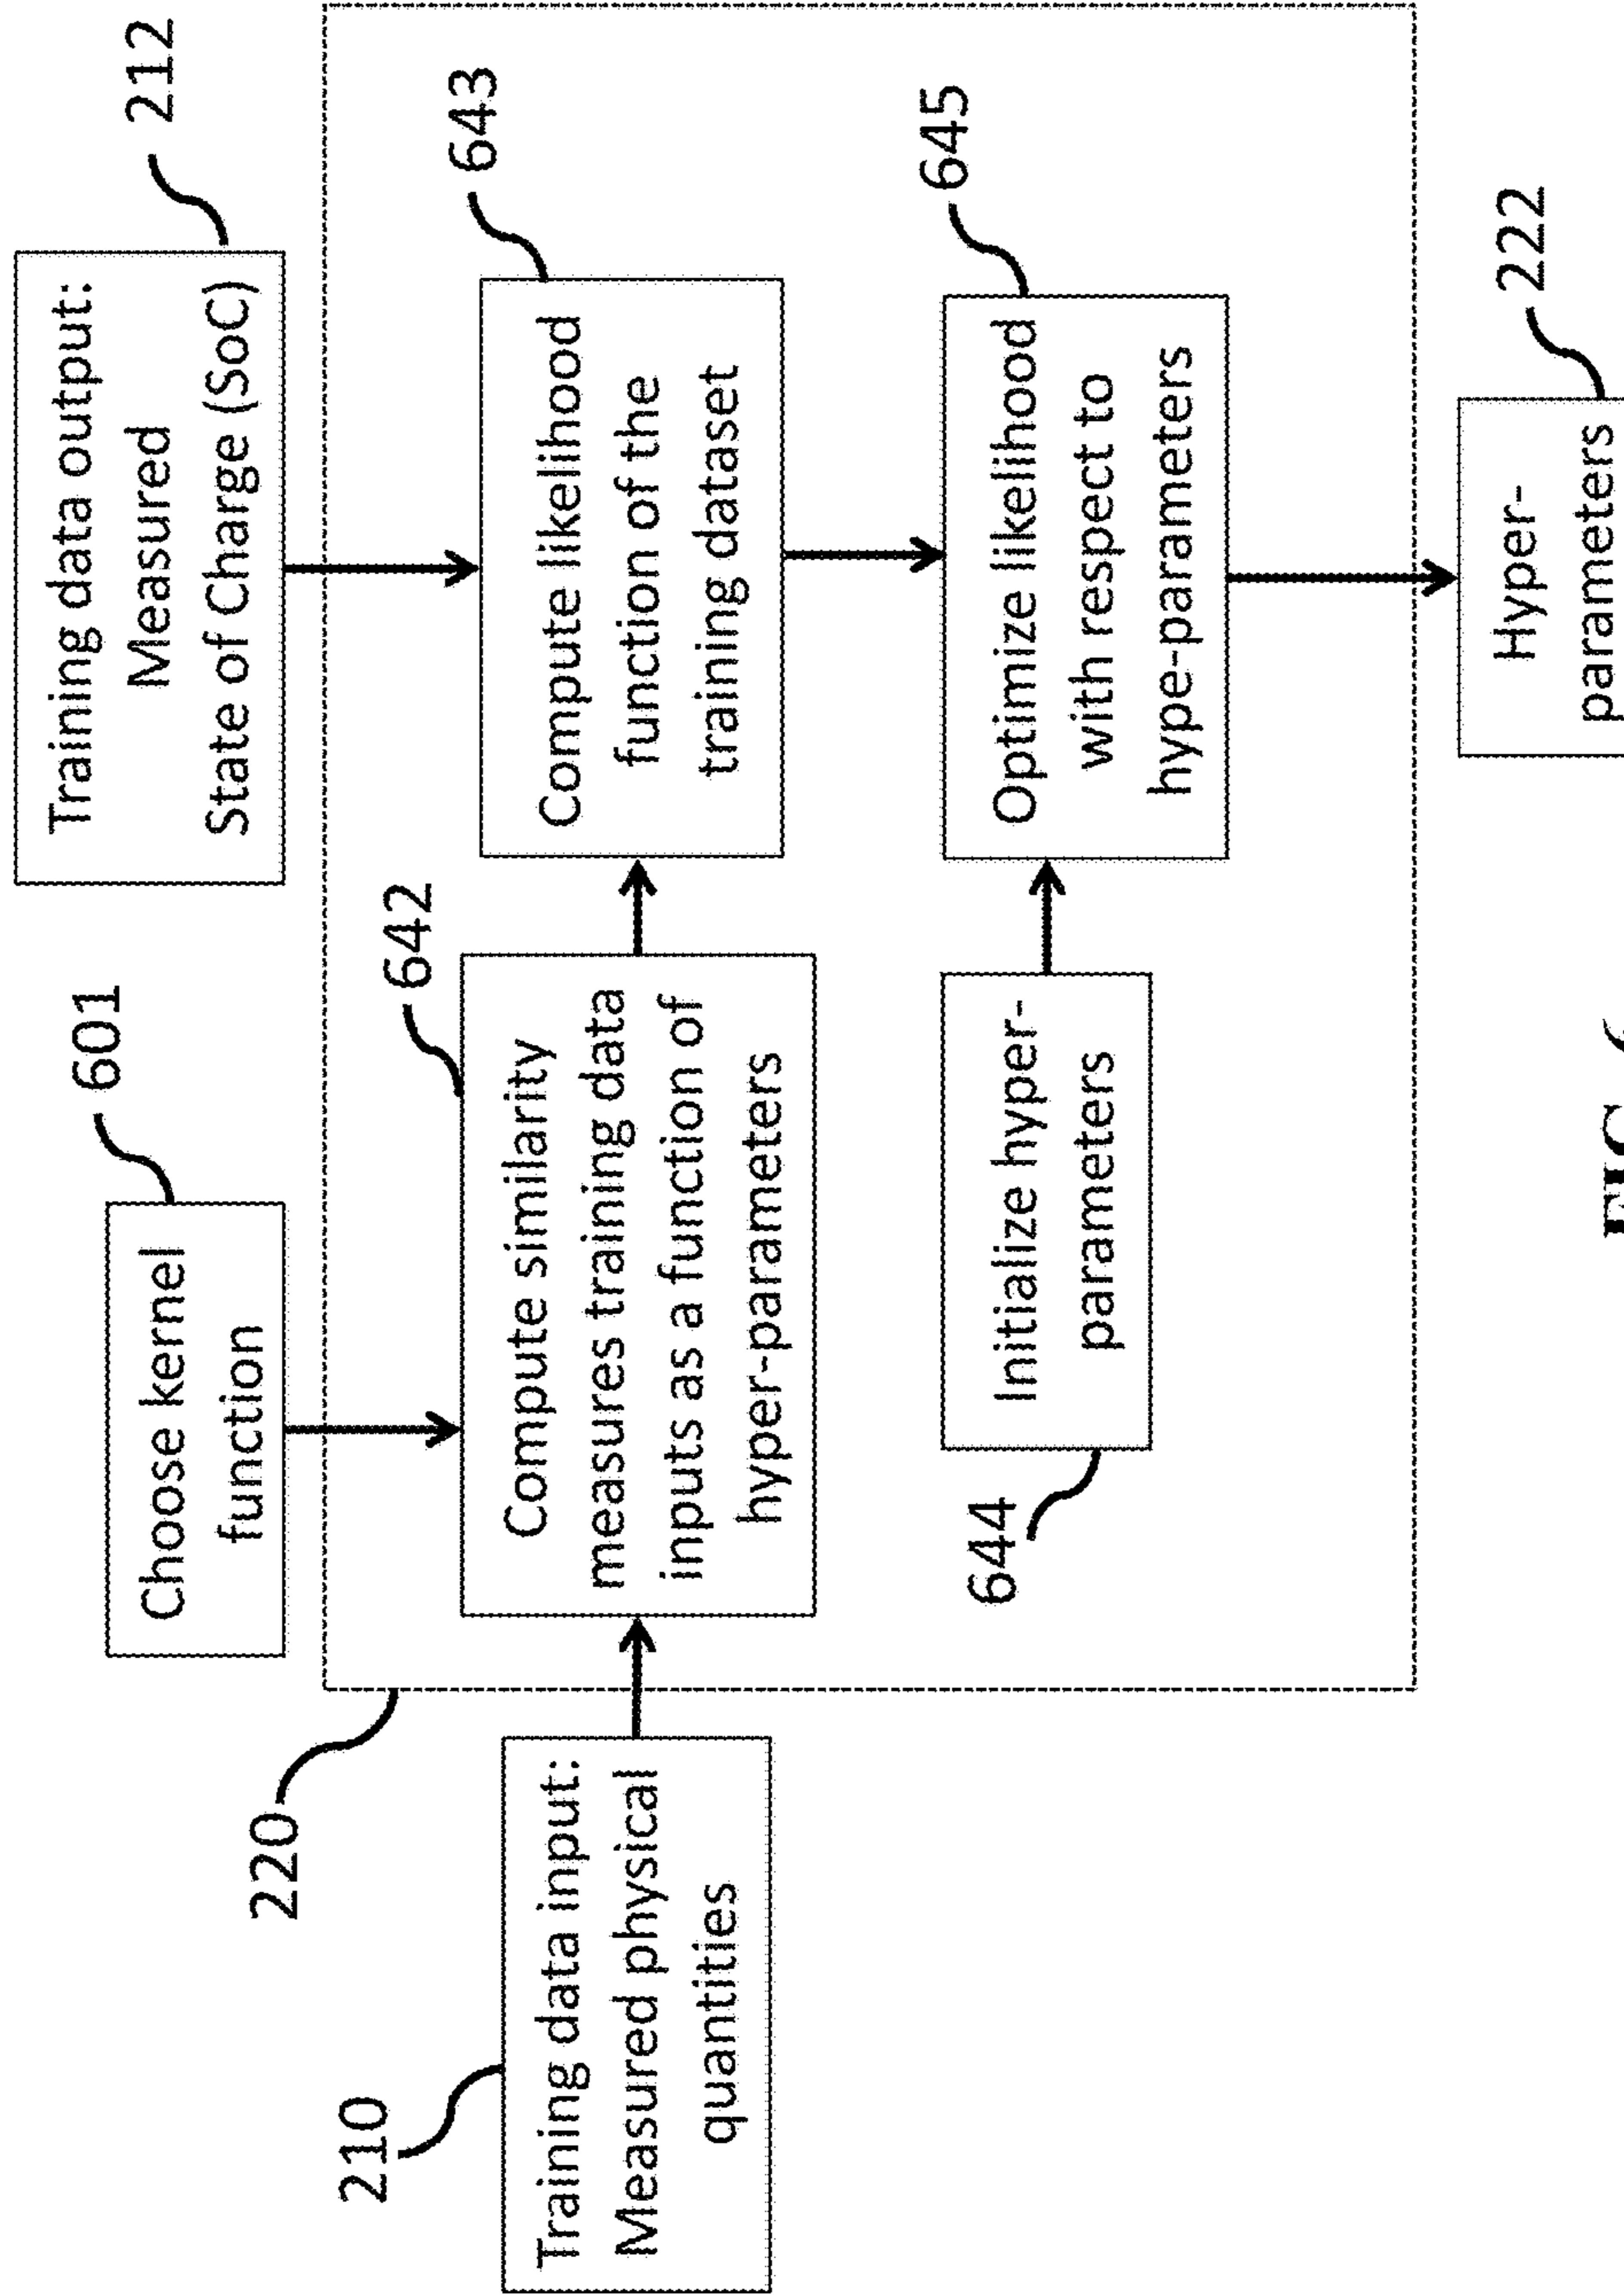 601
Choose kernel
function
212
Training data output:
Measured
State of Charge (SoC)
220
210
Training data input:
Measured physical
quantities
642
Compute similarity
measures training data
inputs as a function of
hyper-parameters
643
Compute likelihood
function of the
training dataset
644
Initialize hyper-
parameters
645
Optimize likelihood
with respect to
hype-parameters
222
Hyper-
parameters